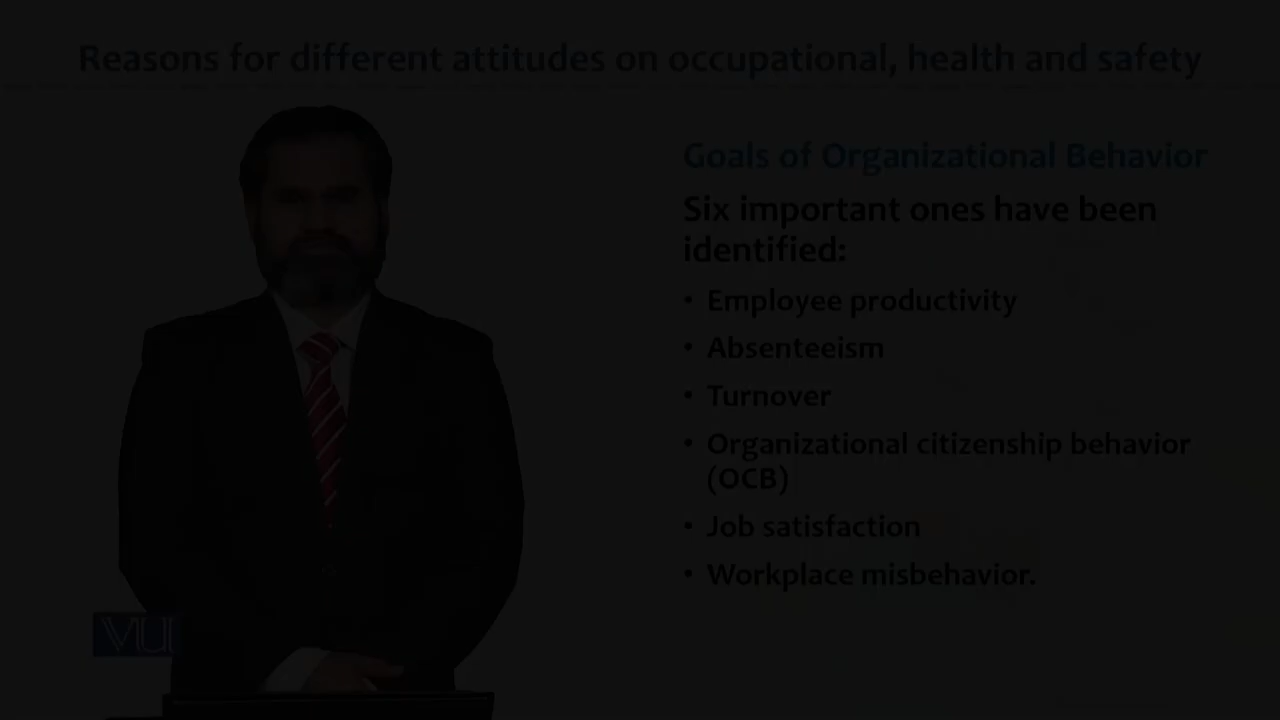 Reasons for different attitudes on occupational, health and safety
Goals of Organizational Behavior
Six important ones have been
identified:
• Employee productivity
• Absenteeism
• Turnover
• Organizational citizenship behavior
(OCB)
• Job satisfaction
• Workplace misbehavior.
VU